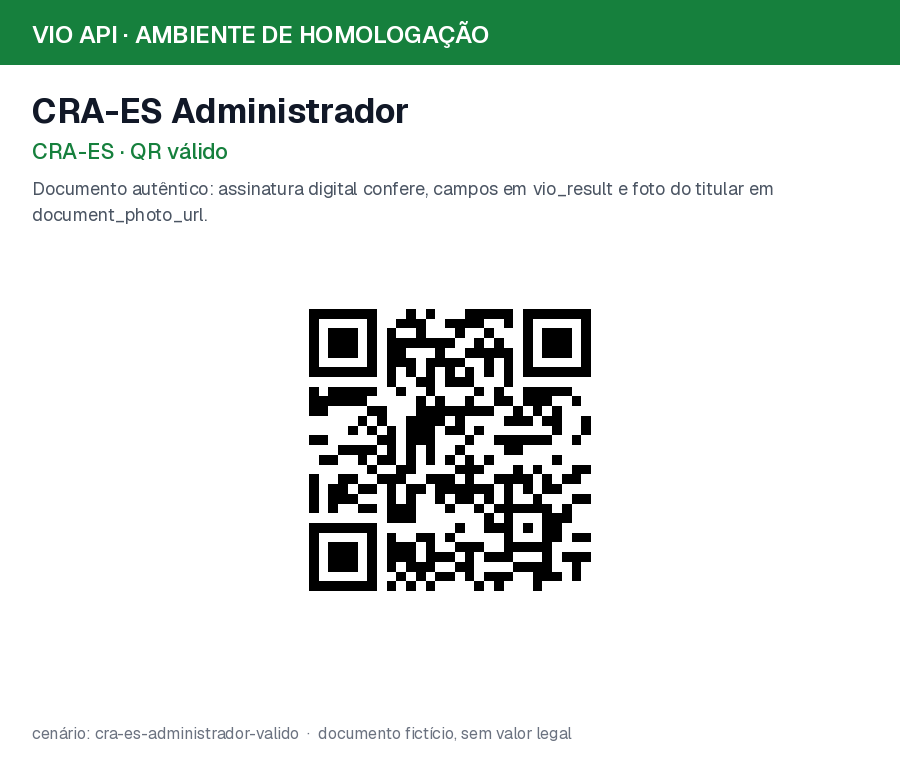 VIO API · AMBIENTE DE HOMOLOGAÇÃO
CRA-ES Administrador
CRA-ES · QR válido
Documento autêntico: assinatura digital confere, campos em vio_result e foto do titular em
document_photo_url.
cenário: cra-es-administrador-valido · documento fictício, sem valor legal